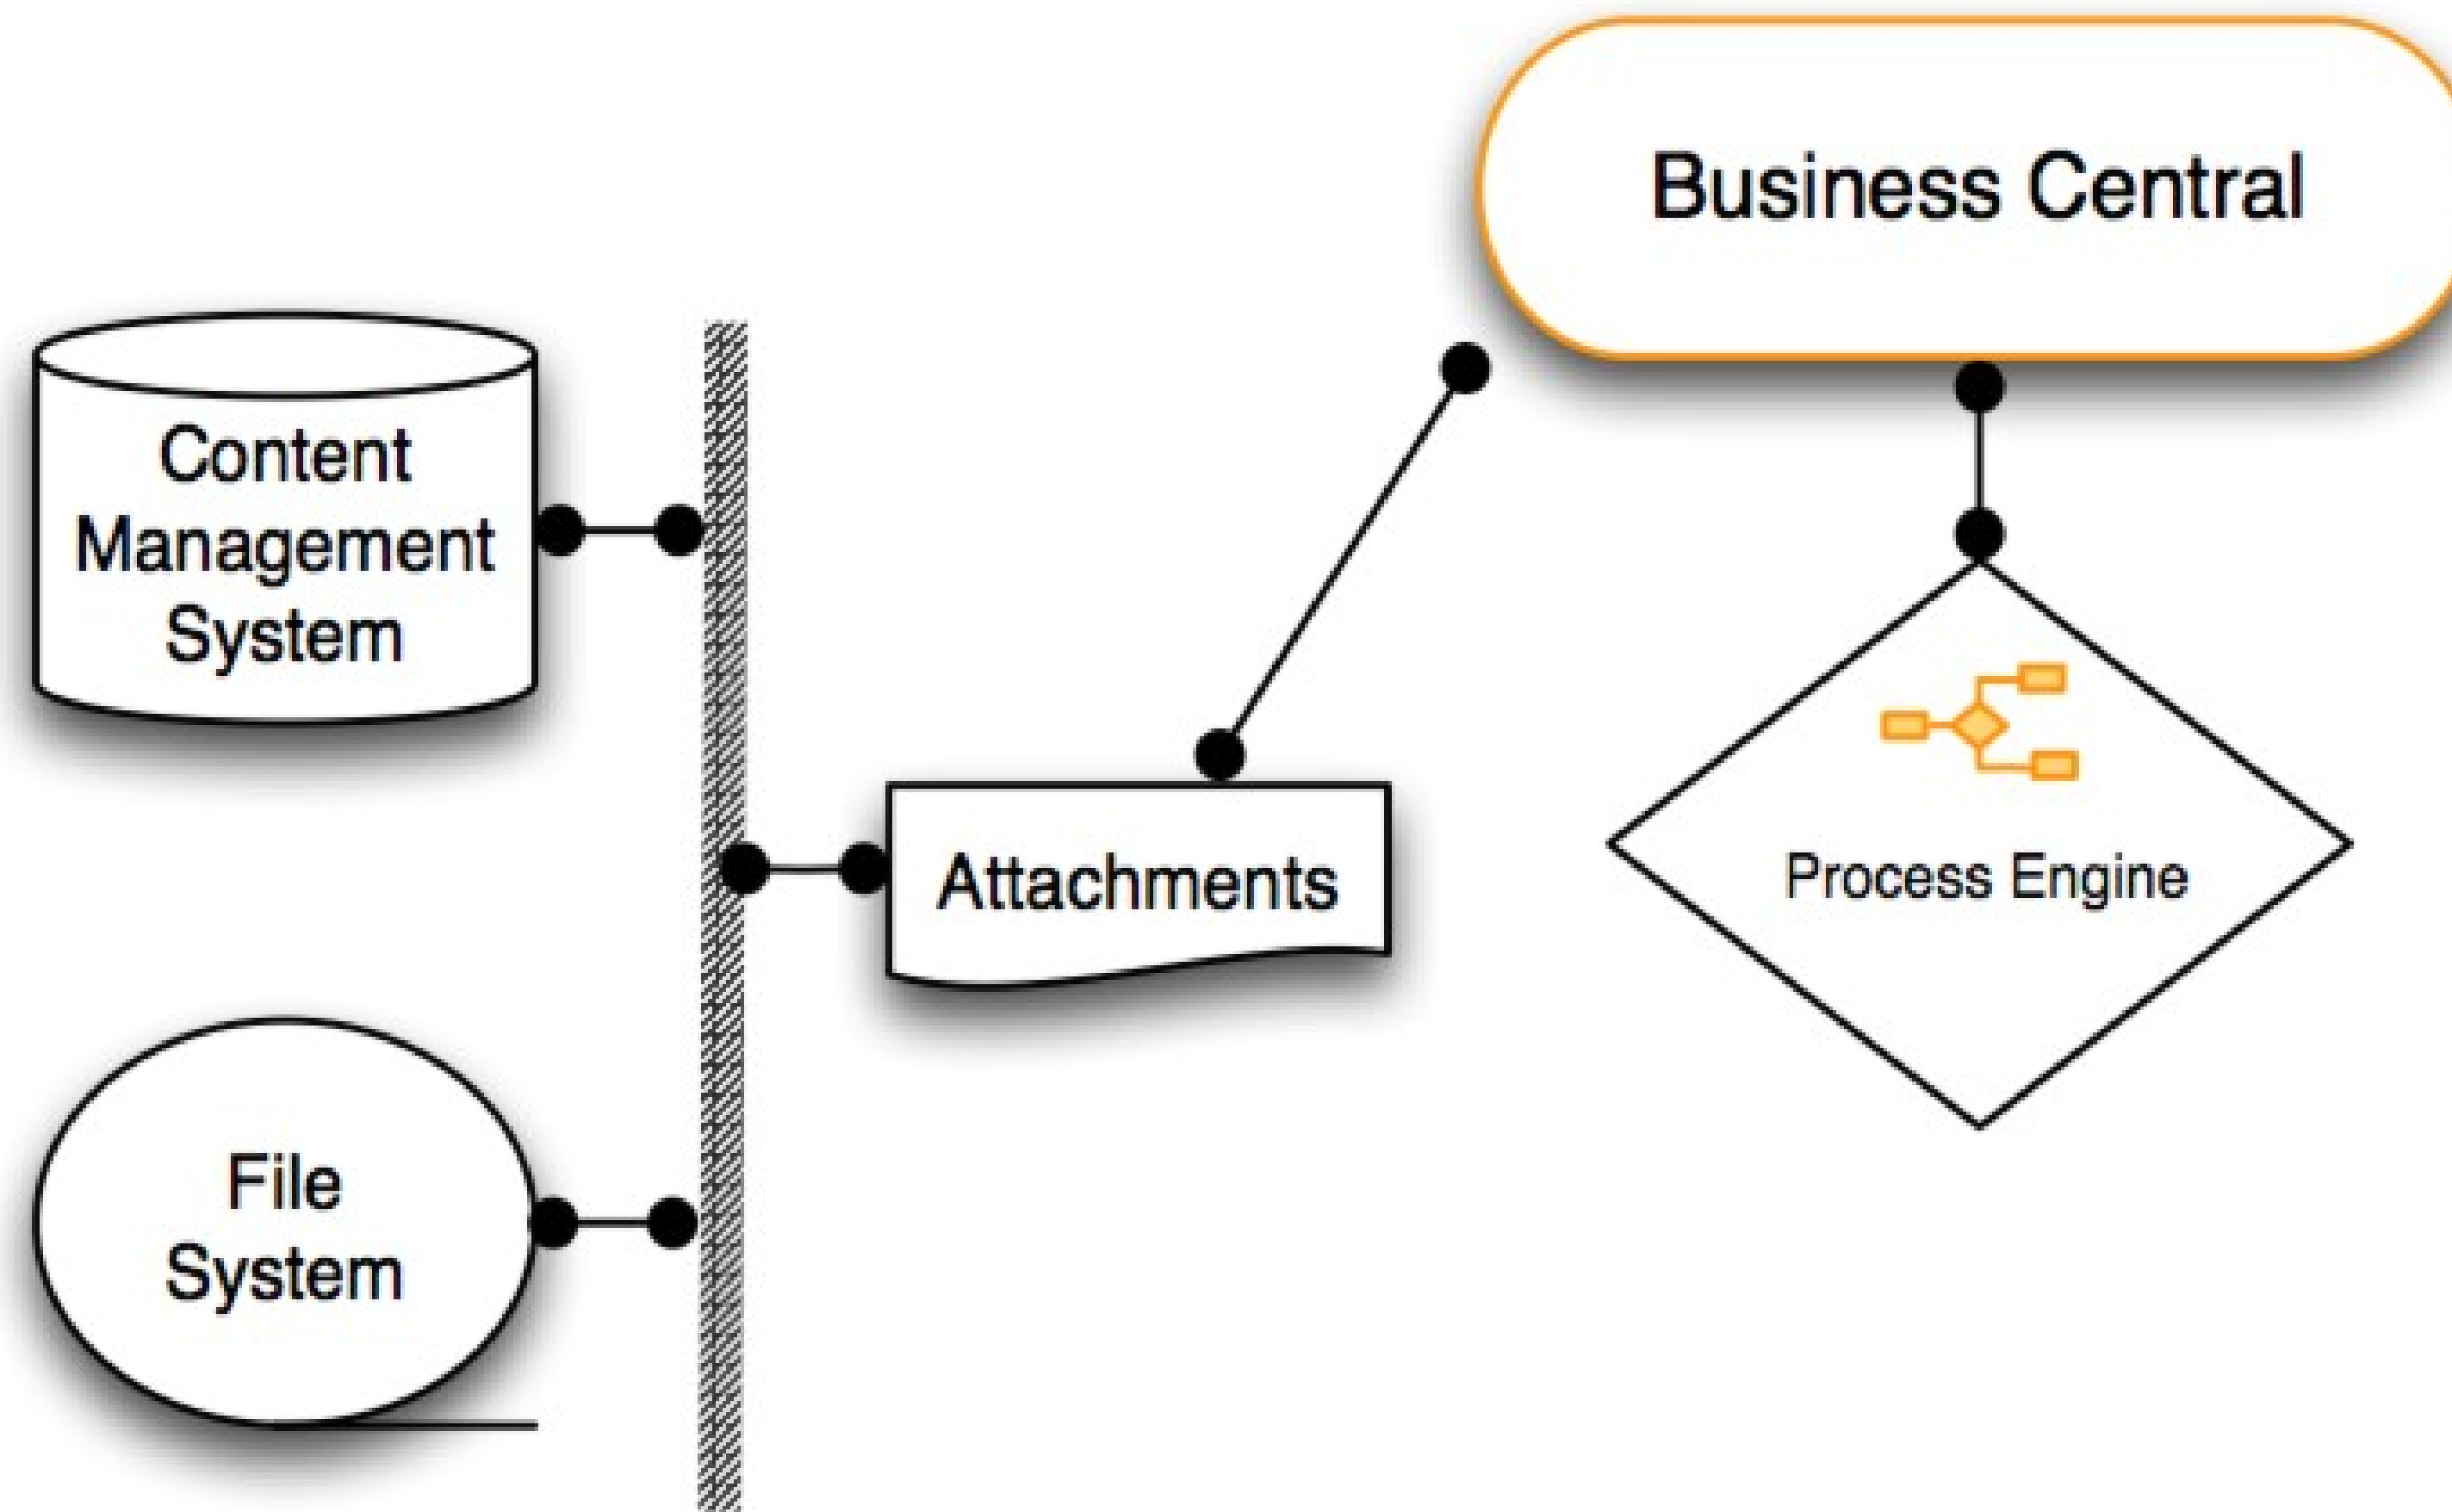 Business Central
Content
Management
System
Attachments
Process Engine
File
System